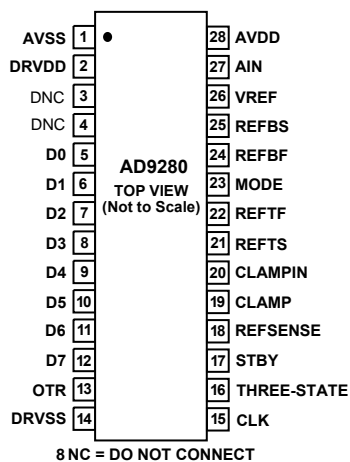 AVSS 1 28 AVDD
DRVDD 2 27 AIN
DNC 3 26 VREF
DNC 4 25 REFBS
D0 5 24 REFBF
D1 6 23 MODE
D2 7 22 REFTF
D3 8 21 REFTS
D4 9 20 CLAMPIN
D5 10 19 CLAMP
D6 11 18 REFSENSE
D7 12 17 STBY
OTR 13 16 THREE-STATE
DRVSS 14 15 CLK
AD9280
TOP VIEW
(Not to Scale)
8 NC = DO NOT CONNECT